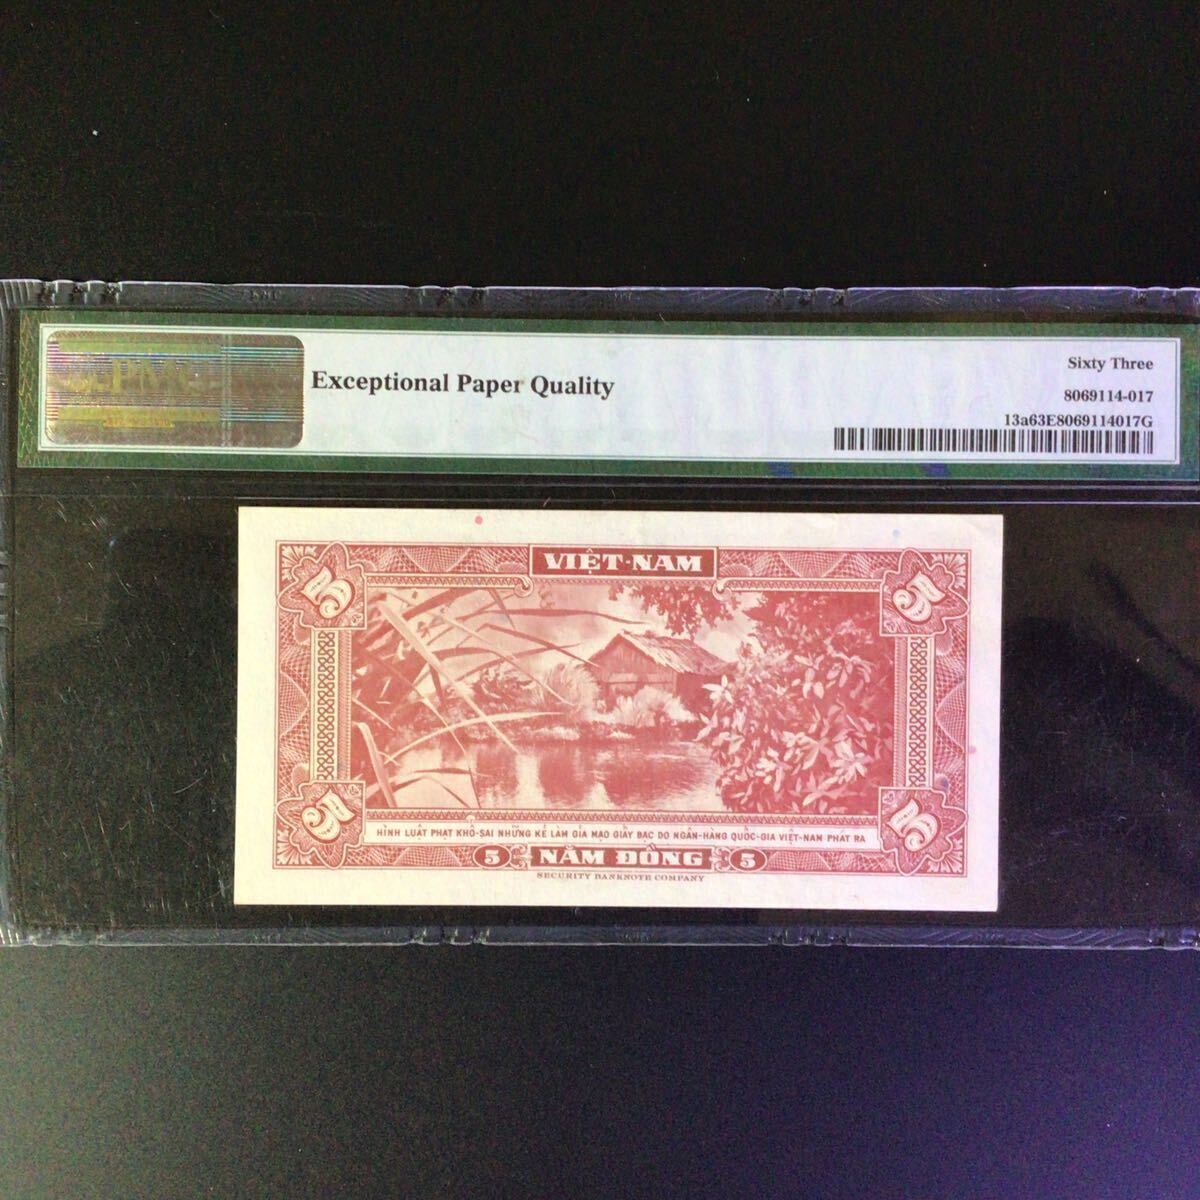 PMG
Exceptional Paper Quality
Sixty Three
8069114-017
13a63E8069114017G
VIỆT-NAM
5 5
HÌNH LUẬT PHẠT KHỔ-SAI NHỮNG KẺ LÀM GIẢ MẠO GIẤY BẠC DO NGÂN-HÀNG QUỐC-GIA VIỆT-NAM PHÁT RA
5 5
5 NĂM ĐỒNG 5
SECURITY BANKNOTE COMPANY